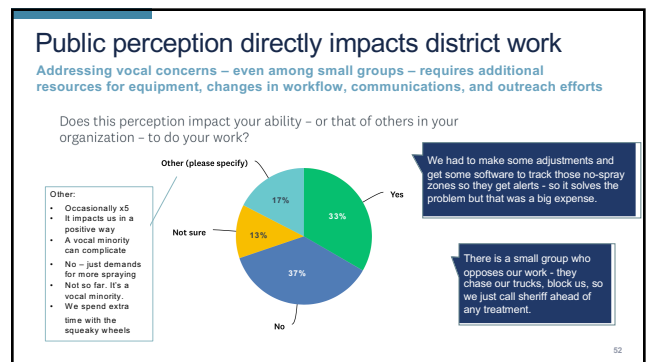 Public perception directly impacts district work
Addressing vocal concerns – even among small groups – requires additional
resources for equipment, changes in workflow, communications, and outreach efforts
Does this perception impact your ability – or that of others in your
organization – to do your work?
Other (please specify)
Yes
Not sure
No
17%
33%
13%
37%
Other:
• Occasionally x5
• It impacts us in a
positive way
• A vocal minority
can complicate
• No – just demands
for more spraying
• Not so far. It's a
vocal minority.
• We spend extra
time with the
squeaky wheels
We had to make some adjustments and
get some software to track those no-spray
zones so they get alerts - so it solves the
problem but that was a big expense.
There is a small group who
opposes our work - they
chase our trucks, block us, so
we just call sheriff ahead of
any treatment.
52